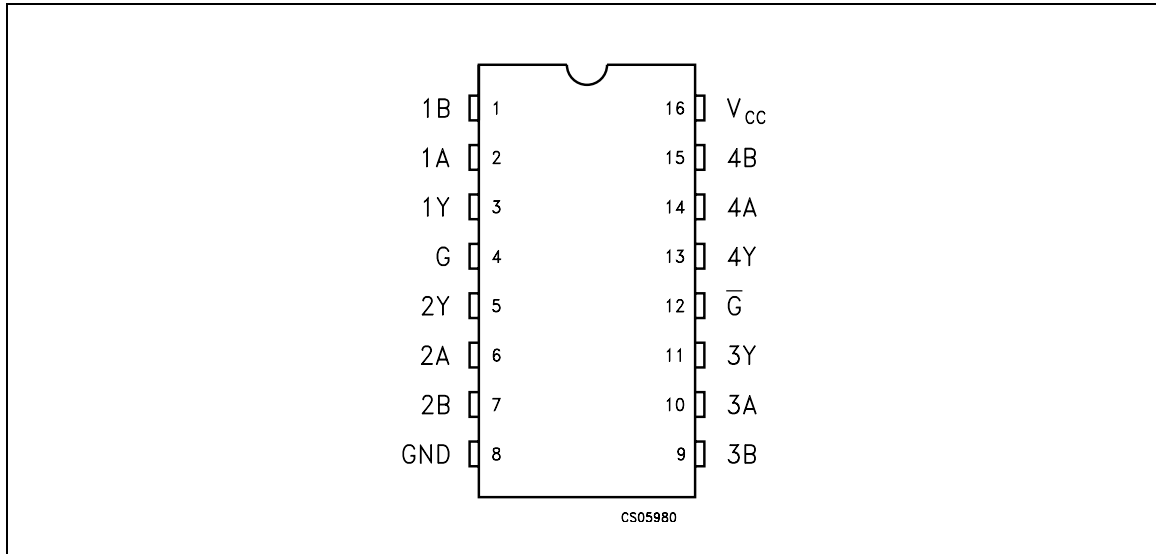 1B 1 16 VCC
1A 2 15 4B
1Y 3 14 4A
G 4 13 4Y
2Y 5 12 G̅
2A 6 11 3Y
2B 7 10 3A
GND 8 9 3B
CS05980